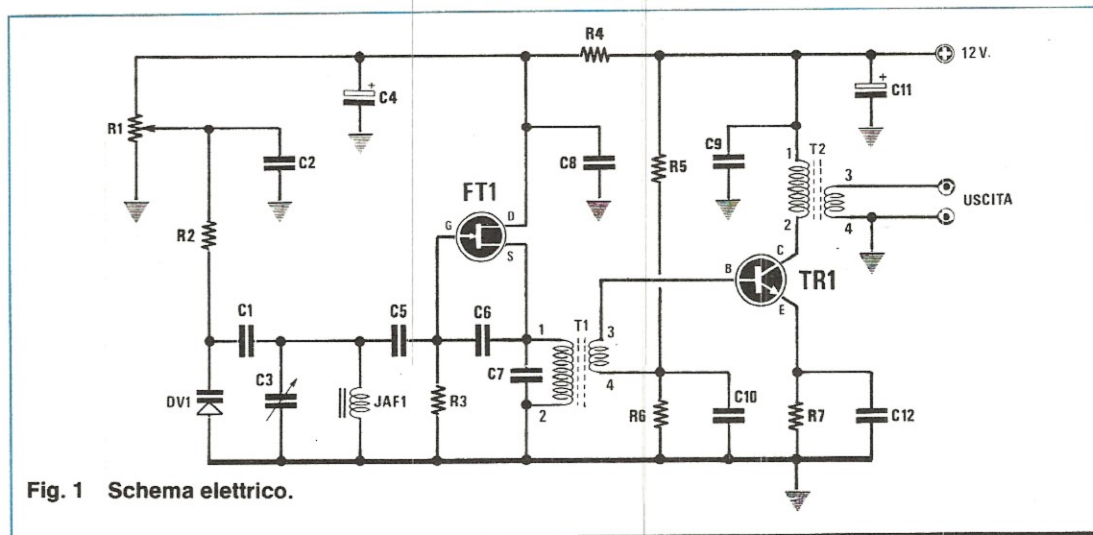 R4
12 V.
R1
C4
C11
C2
C8
R5
C9
1
T2
3
FT1
USCITA
D
G
S
2
4
R2
C
B
TR1
E
C1
C5
C6
1
T1
3
C3
C7
DV1
JAF1
R3
4
2
R6
C10
R7
C12
Fig. 1 Schema elettrico.